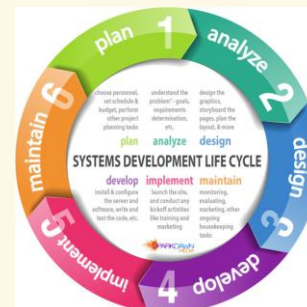 plan
1
analyze
2
design
3
develop
4
implement
5
maintain
6
choose personnel,
set schedule &
budget, perform
other project
planning tasks
understand the
problem" - goals,
requirements
determination,
etc.
design the
graphics,
storyboard the
pages, plan the
layout, & more
plan analyze design
SYSTEMS DEVELOPMENT LIFE CYCLE
develop implement maintain
install & configure
the server and
software, write and
test the code, etc.
launch the site,
and conduct any
kickoff activities
like training and
marketing
monitoring,
evaluating,
marketing, other
ongoing
housekeeping
tasks